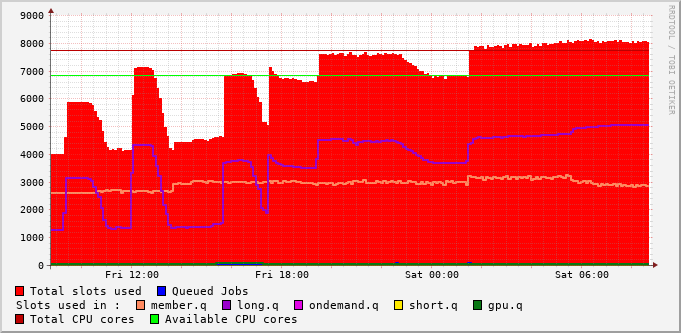 9000
8000
7000
6000
5000
4000
3000
2000
1000
0
Fri 12:00 Fri 18:00 Sat 00:00 Sat 06:00
Total slots used Queued Jobs
Slots used in : member.q long.q ondemand.q short.q gpu.q
Total CPU cores Available CPU cores
RRDTOOL / TOBI OETIKER